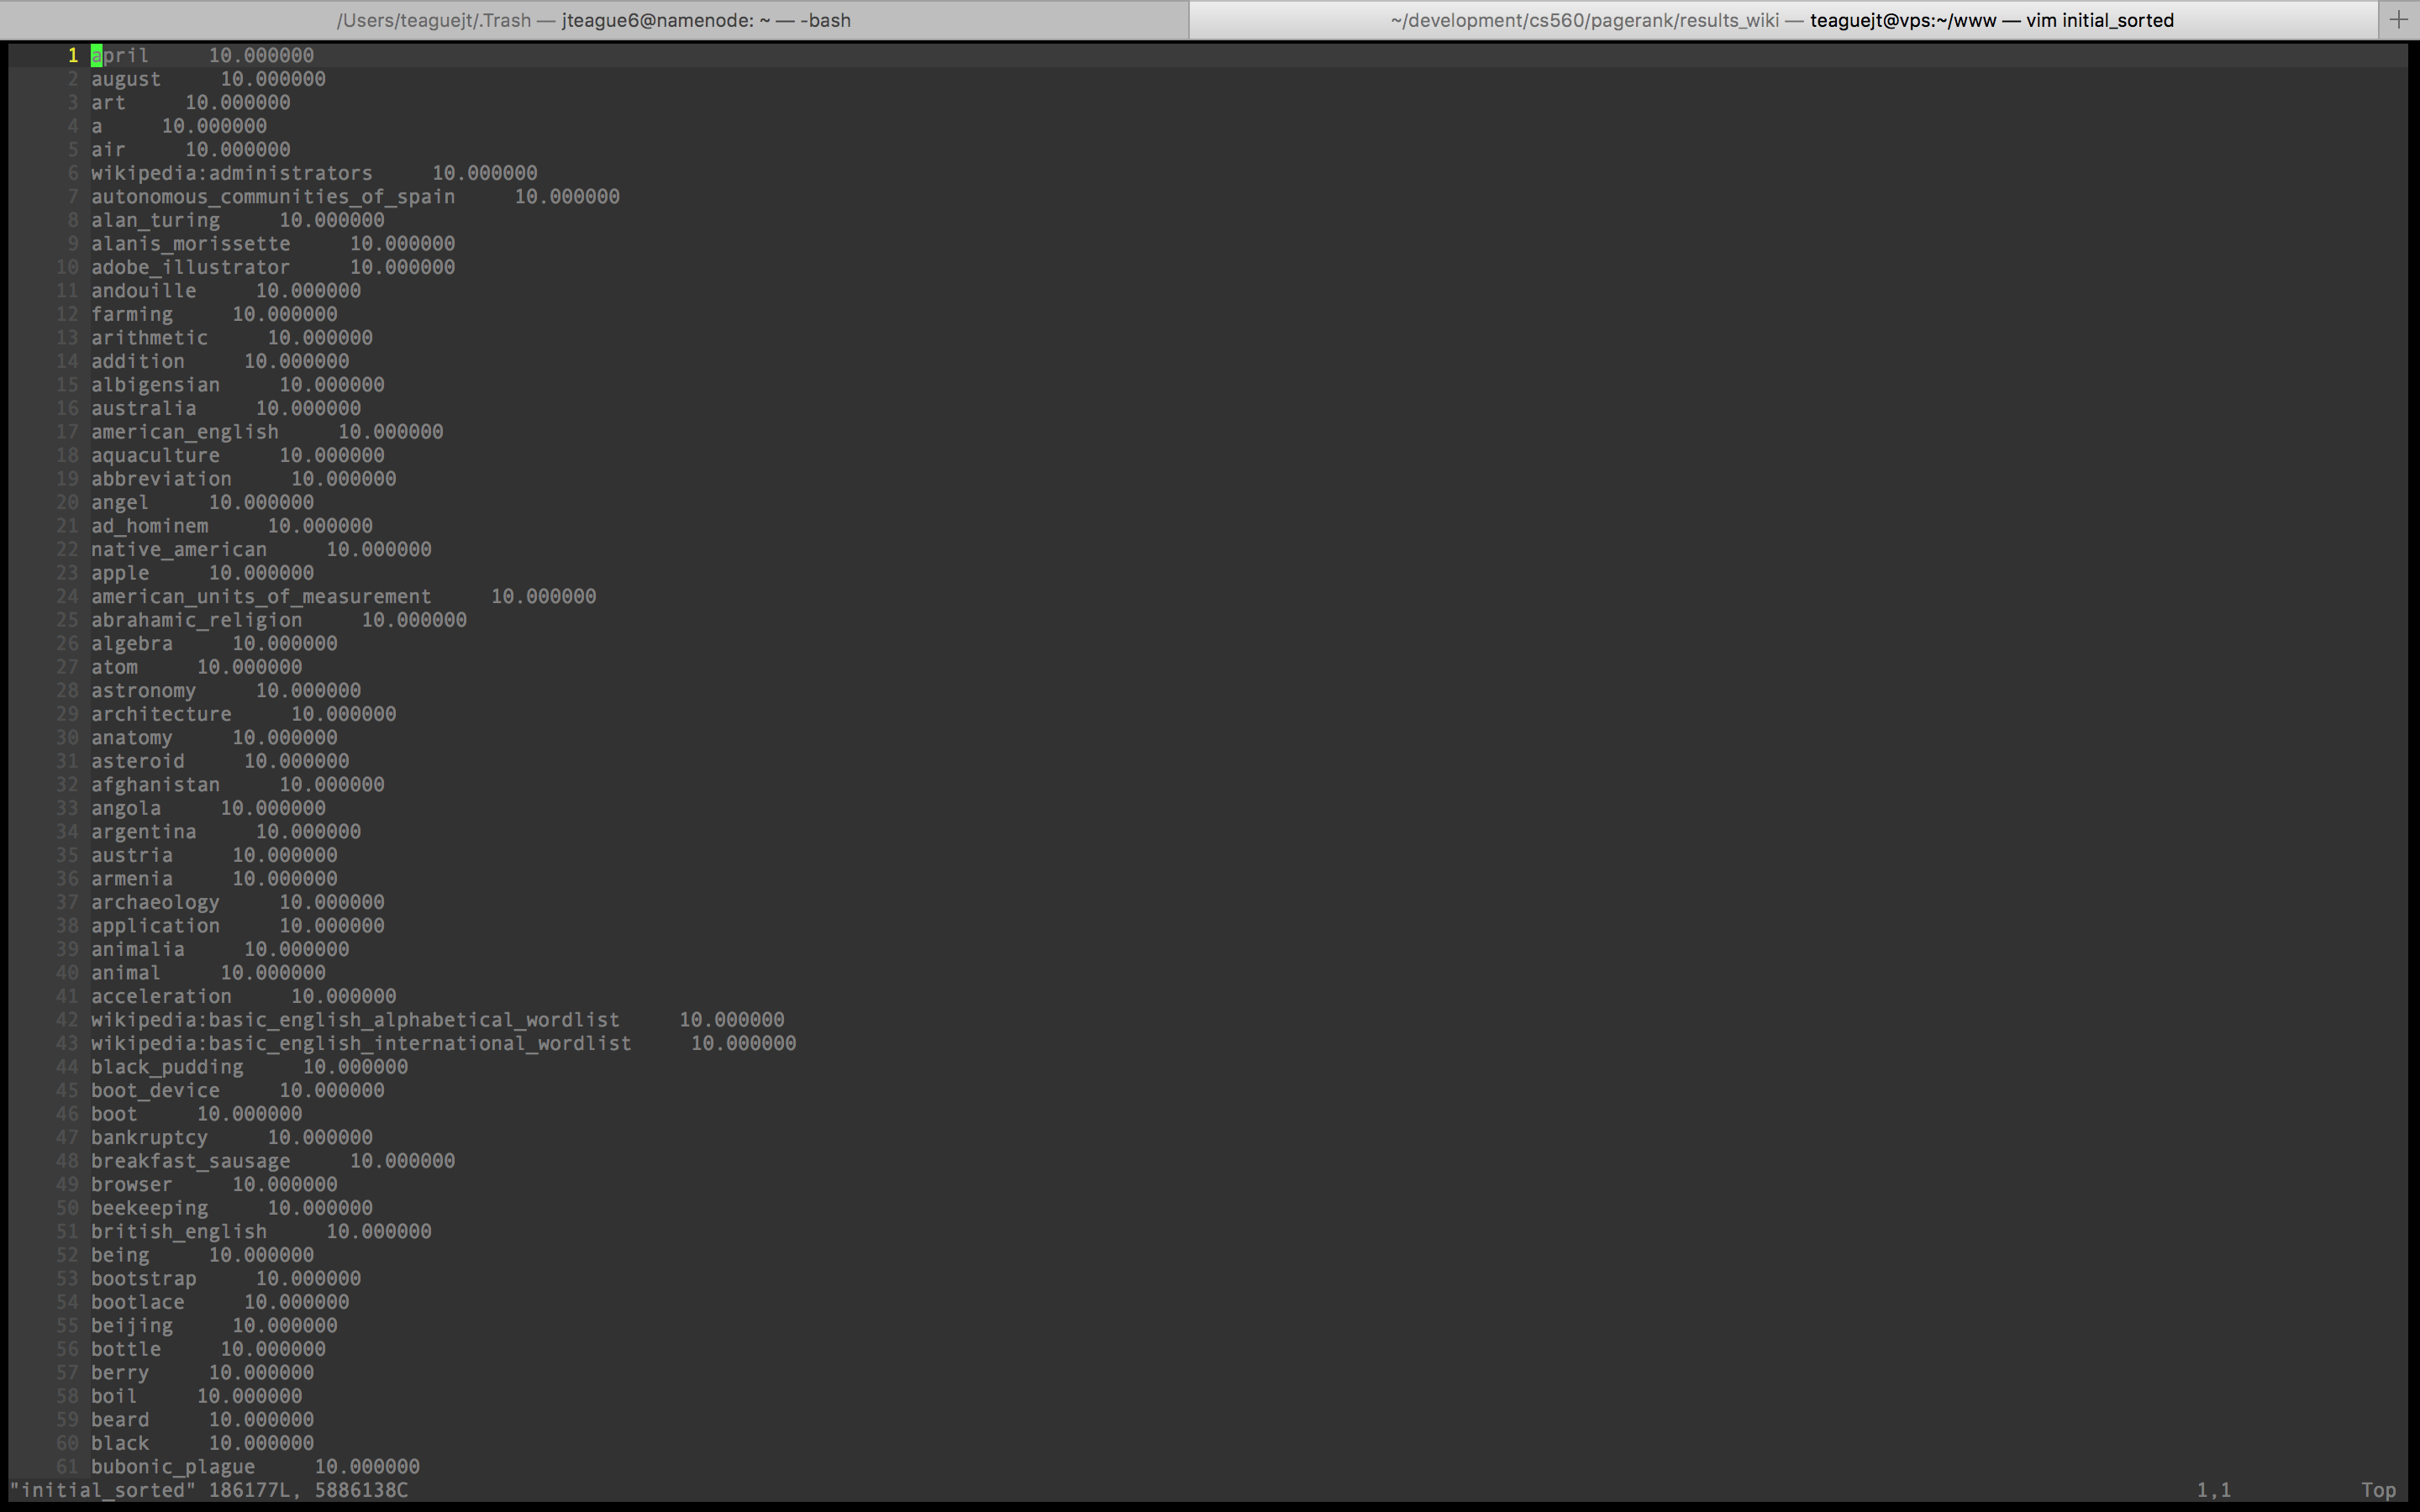 /Users/teaguejt/.Trash — jteague6@namenode: ~ — -bash
~/development/cs560/pagerank/results_wiki — teaguejt@vps:~/www — vim initial_sorted +
1 april 10.000000
2 august 10.000000
3 art 10.000000
4 a 10.000000
5 air 10.000000
6 wikipedia:administrators 10.000000
7 autonomous_communities_of_spain 10.000000
8 alan_turing 10.000000
9 alanis_morissette 10.000000
10 adobe_illustrator 10.000000
11 andouille 10.000000
12 farming 10.000000
13 arithmetic 10.000000
14 addition 10.000000
15 albigensian 10.000000
16 australia 10.000000
17 american_english 10.000000
18 aquaculture 10.000000
19 abbreviation 10.000000
20 angel 10.000000
21 ad_hominem 10.000000
22 native_american 10.000000
23 apple 10.000000
24 american_units_of_measurement 10.000000
25 abrahamic_religion 10.000000
26 algebra 10.000000
27 atom 10.000000
28 astronomy 10.000000
29 architecture 10.000000
30 anatomy 10.000000
31 asteroid 10.000000
32 afghanistan 10.000000
33 angola 10.000000
34 argentina 10.000000
35 austria 10.000000
36 armenia 10.000000
37 archaeology 10.000000
38 application 10.000000
39 animalia 10.000000
40 animal 10.000000
41 acceleration 10.000000
42 wikipedia:basic_english_alphabetical_wordlist 10.000000
43 wikipedia:basic_english_international_wordlist 10.000000
44 black_pudding 10.000000
45 boot_device 10.000000
46 boot 10.000000
47 bankruptcy 10.000000
48 breakfast_sausage 10.000000
49 browser 10.000000
50 beekeeping 10.000000
51 british_english 10.000000
52 being 10.000000
53 bootstrap 10.000000
54 bootlace 10.000000
55 beijing 10.000000
56 bottle 10.000000
57 berry 10.000000
58 boil 10.000000
59 beard 10.000000
60 black 10.000000
61 bubonic_plague 10.000000
"initial_sorted" 186177L, 5886138C 1,1 Top